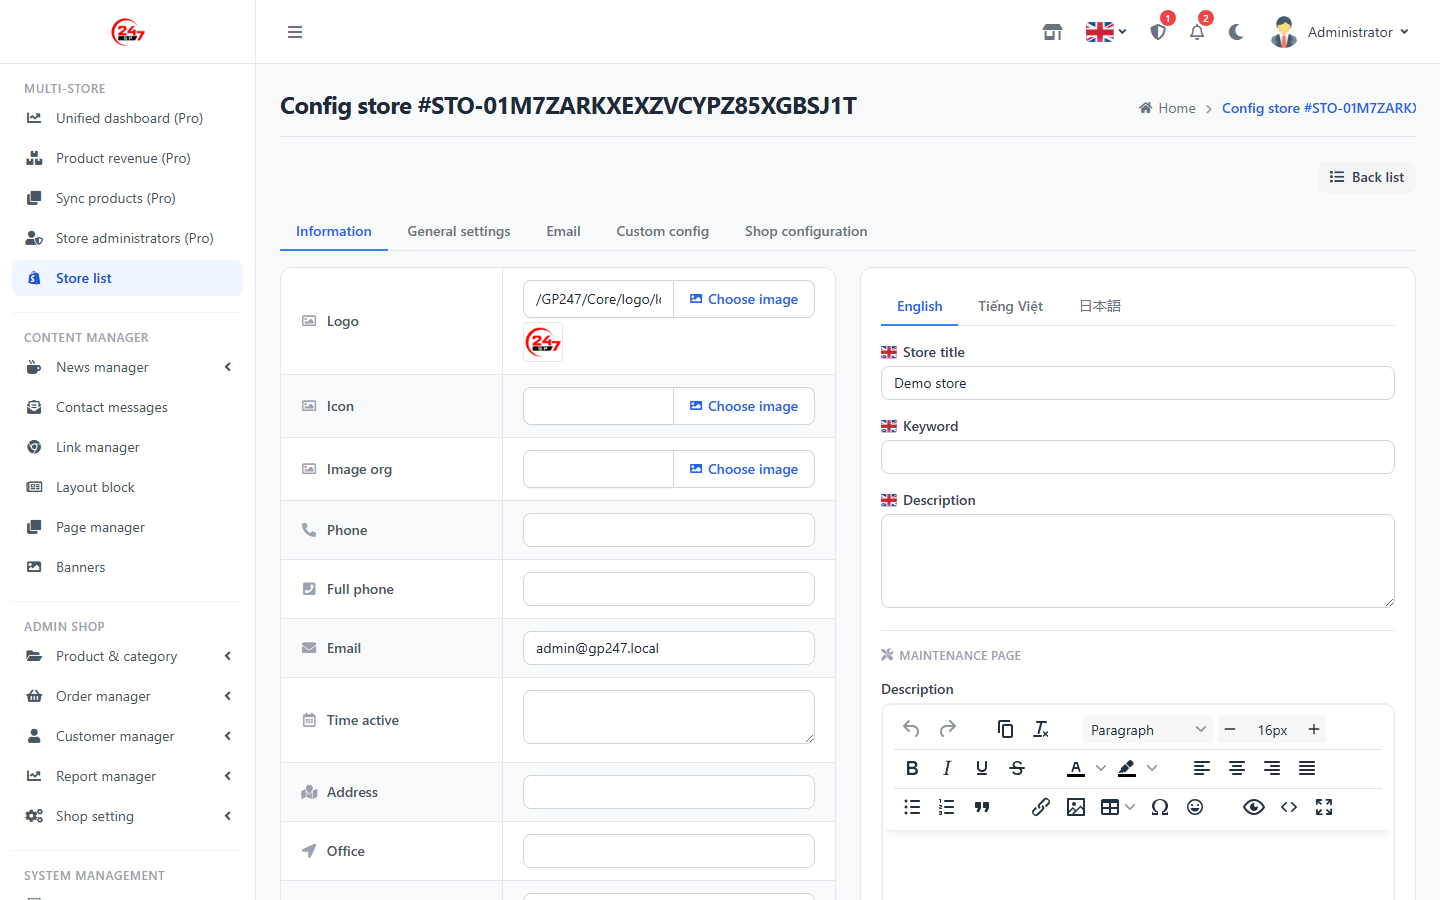 247
GP
1
2
Administrator
MULTI-STORE
Unified dashboard (Pro)
Product revenue (Pro)
Sync products (Pro)
Store administrators (Pro)
Store list
CONTENT MANAGER
News manager
Contact messages
Link manager
Layout block
Page manager
Banners
ADMIN SHOP
Product & category
Order manager
Customer manager
Report manager
Shop setting
SYSTEM MANAGEMENT
Config store #STO-01M7ZARKXEXZVCYPZ85XGBSJ1T
Home
Config store #STO-01M7ZARKX
Back list
Information
General settings
Email
Custom config
Shop configuration
Logo
/GP247/Core/logo/lo
Choose image
247
GP
Icon
Choose image
Image org
Choose image
Phone
Full phone
Email
admin@gp247.local
Time active
Address
Office
English
Tiếng Việt
日本語
Store title
Demo store
Keyword
Description
MAINTENANCE PAGE
Description
Paragraph
16px